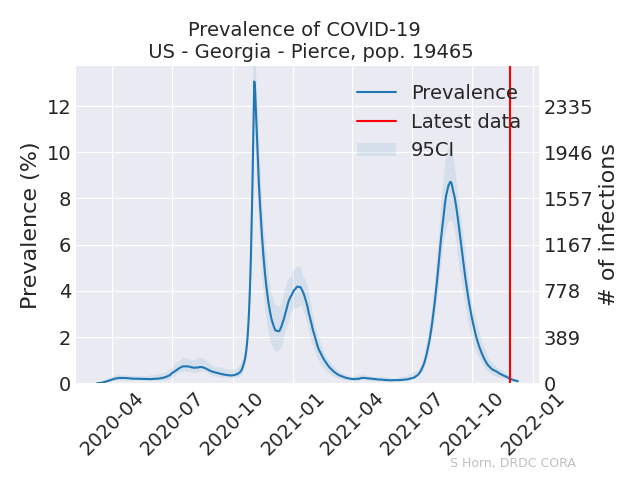 Prevalence of COVID-19
US - Georgia - Pierce, pop. 19465
Prevalence
Latest data
95CI
Prevalence (%)
12
10
8
6
4
2
0
2335
1946
1557
1167
778
389
0
# of infections
2020-04
2020-07
2020-10
2021-01
2021-04
2021-07
2021-10
2022-01
S Horn, DRDC CORA